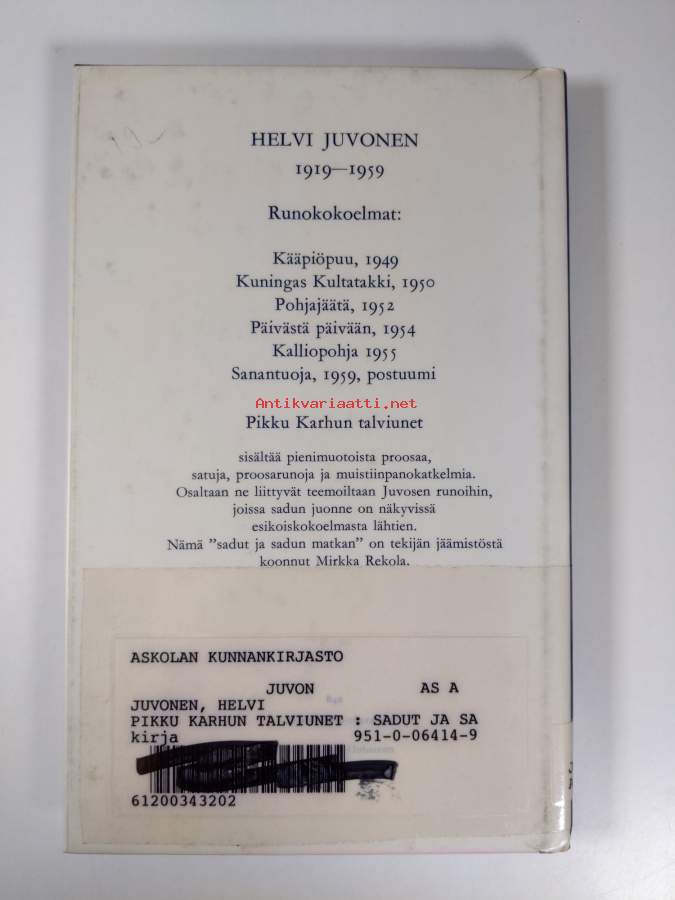 HELVI JUVONEN
1919—1959
Runokokoelmat:
Kääpiöpuu, 1949
Kuningas Kultatakki, 1950
Pohjajäätä, 1952
Päivästä päivään, 1954
Kalliopohja 1955
Sanantuoja, 1959, postuumi
Antikvariaatti.net
Pikku Karhun talviunet
sisältää pienimuotoista proosaa,
satuja, proosarunoja ja muistiinpanokatkelmia.
Osaltaan ne liittyvät teemoiltaan Juvosen runoihin,
joissa sadun juonne on näkyvissä
esikoiskokoelmasta lähtien.
Nämä ”sadut ja sadun matkan” on tekijän jäämistöstä
koonnut Mirkka Rekola.
ASKOLAN KUNNANKIRJASTO
JUVON AS A
JUVONEN, HELVI
PIKKU KARHUN TALVIUNET : SADUT JA SA
kirja 951-0-06414-9
61200343202